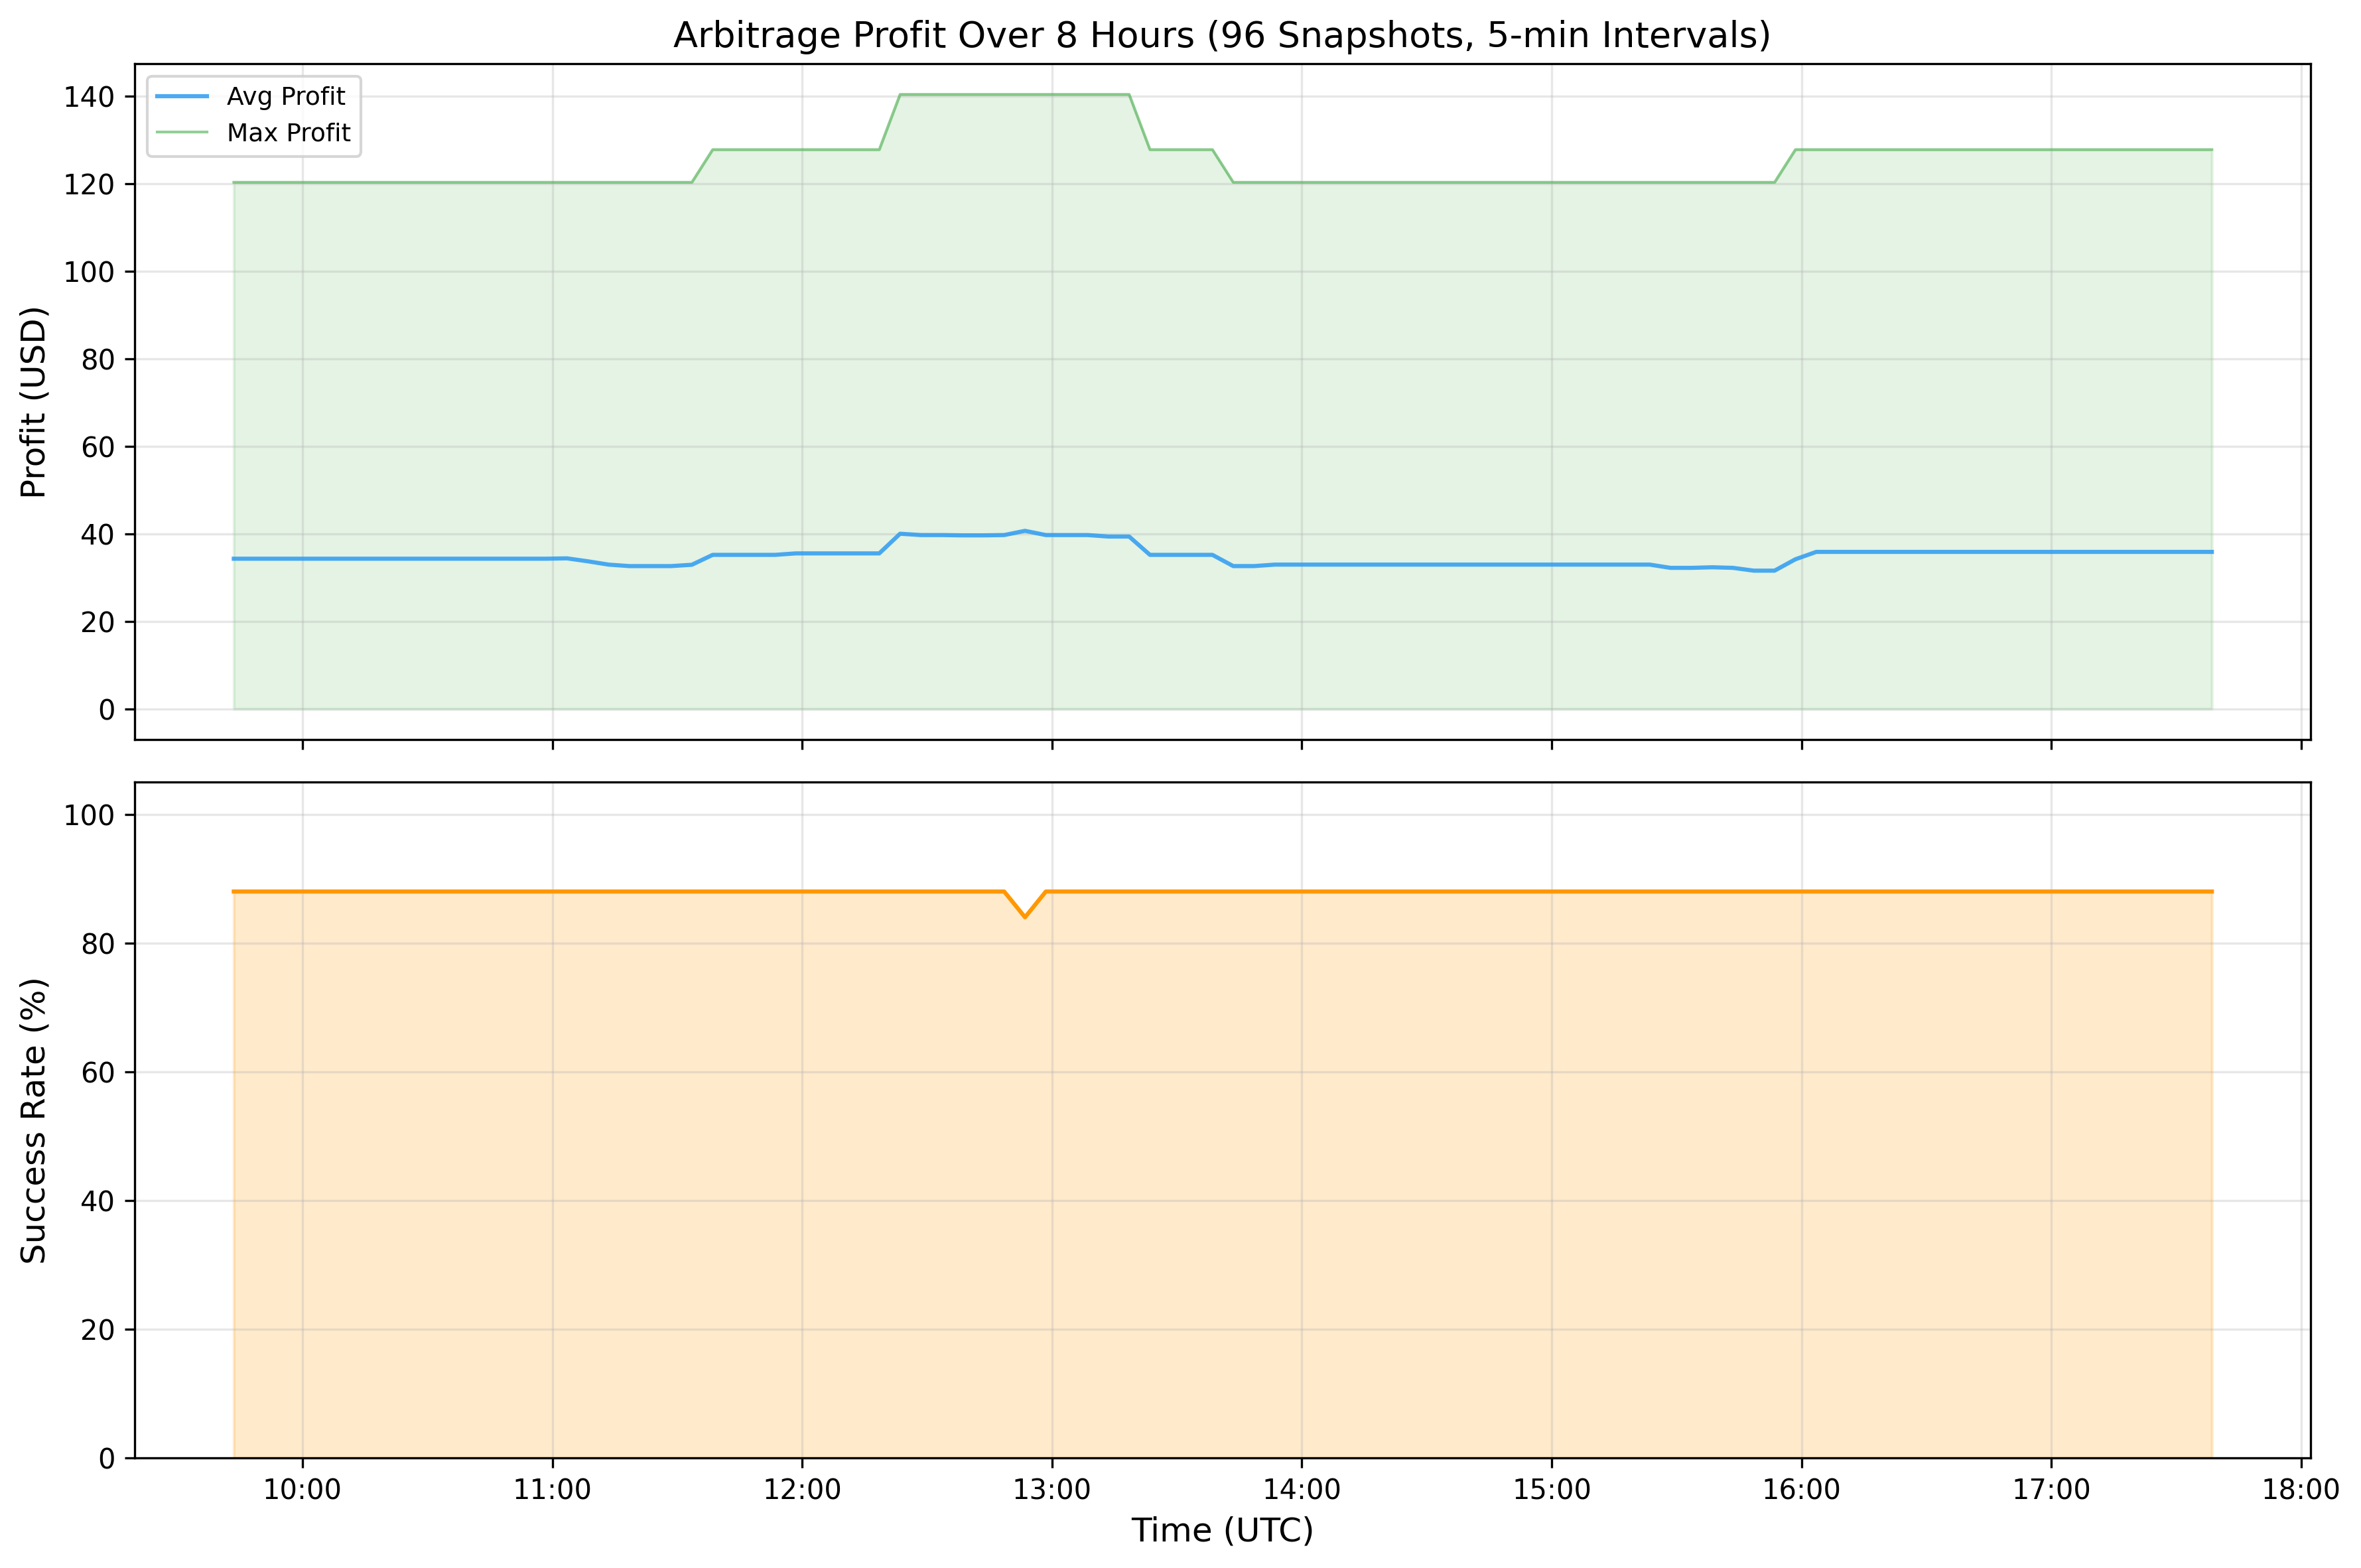 Arbitrage Profit Over 8 Hours (96 Snapshots, 5-min Intervals)
Avg Profit
Max Profit
140
120
100
80
60
40
20
0
Profit (USD)
100
80
60
40
20
0
Success Rate (%)
10:00 11:00 12:00 13:00 14:00 15:00 16:00 17:00 18:00
Time (UTC)